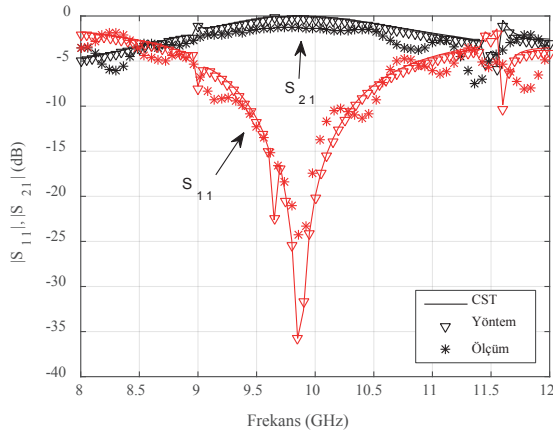 |S₁₁|, |S₂₁| (dB)
0
-5
-10
-15
-20
-25
-30
-35
-40
S₂₁
S₁₁
CST
Yöntem
Ölçüm
8 8.5 9 9.5 10 10.5 11 11.5 12
Frekans (GHz)